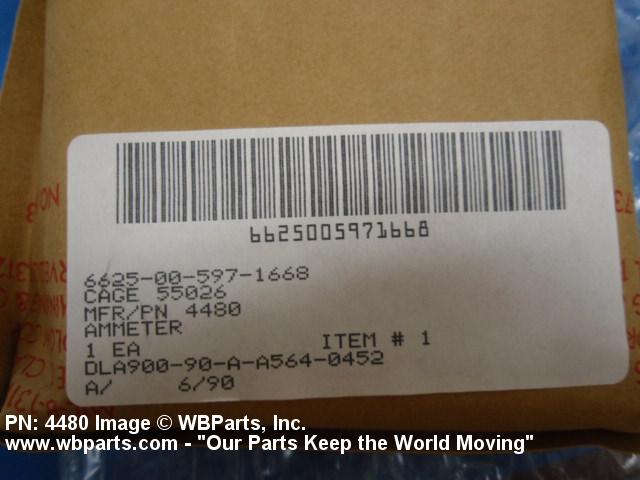 6625005971668
6625-00-597-1668
CAGE 55026
MFR/PN 4480
AMMETER
1 EA ITEM # 1
DLA900-90-A-A564-0452
A/ 6/90
PN: 4480 Image © WBParts, Inc.
www.wbparts.com - "Our Parts Keep the World Moving"